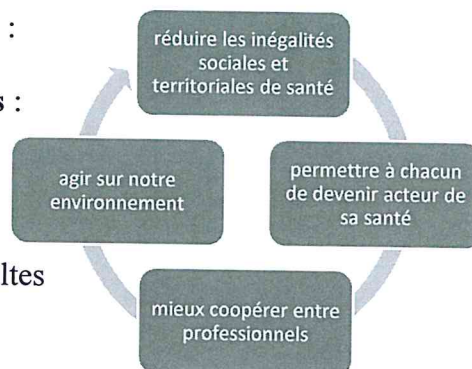 :
réduire les inégalités
sociales et
territoriales de santé
s :
agir sur notre
environnement
permettre à chacun
de devenir acteur de
sa santé
ltes
mieux coopérer entre
professionnels